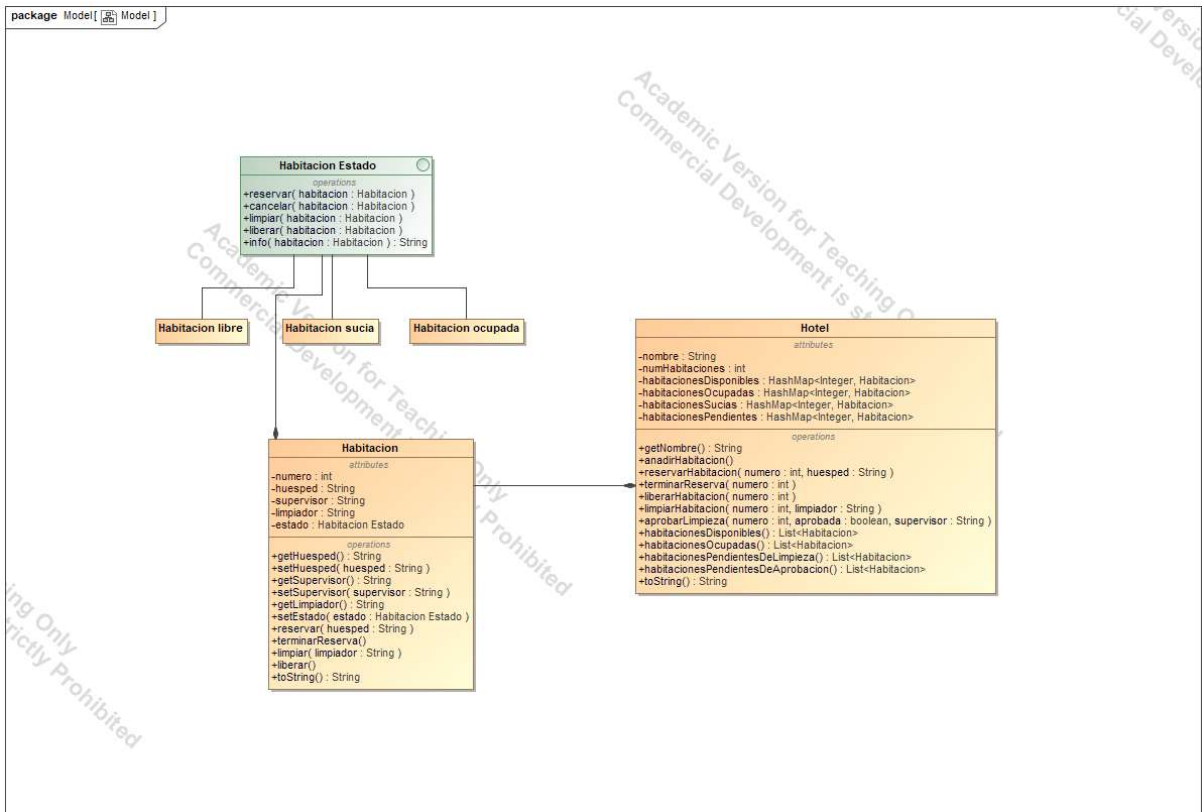 package Model[ Model ]
Academic Version for Teaching Only
Commercial Development is strictly Prohibited
Habitacion Estado
operations
+reservar( habitacion : Habitacion )
+cancelar( habitacion : Habitacion )
+limpiar( habitacion : Habitacion )
+liberar( habitacion : Habitacion )
+info( habitacion : Habitacion ) : String
Habitacion libre
Habitacion sucia
Habitacion ocupada
Habitacion
attributes
-numero : int
-huesped : String
-supervisor : String
-limpiador : String
-estado : Habitacion Estado
operations
+getHuesped() : String
+setHuesped( huesped : String )
+getSupervisor() : String
+setSupervisor( supervisor : String )
+getLimpiador() : String
+setEstado( estado : Habitacion Estado )
+reservar( huesped : String )
+terminarReserva()
+limpiar( limpiador : String )
+liberar()
+toString() : String
Hotel
attributes
-nombre : String
-numHabitaciones : int
-habitacionesDisponibles : HashMap<Integer, Habitacion>
-habitacionesOcupadas : HashMap<Integer, Habitacion>
-habitacionesSucias : HashMap<Integer, Habitacion>
-habitacionesPendientes : HashMap<Integer, Habitacion>
operations
+getNombre() : String
+anadirHabitacion()
+reservarHabitacion( numero : int, huesped : String )
+terminarReserva( numero : int )
+liberarHabitacion( numero : int )
+limpiarHabitacion( numero : int, limpiador : String )
+aprobarLimpieza( numero : int, aprobada : boolean, supervisor : String )
+habitacionesDisponibles() : List<Habitacion>
+habitacionesOcupadas() : List<Habitacion>
+habitacionesPendientesDeLimpieza() : List<Habitacion>
+habitacionesPendientesDeAprobacion() : List<Habitacion>
+toString() : String